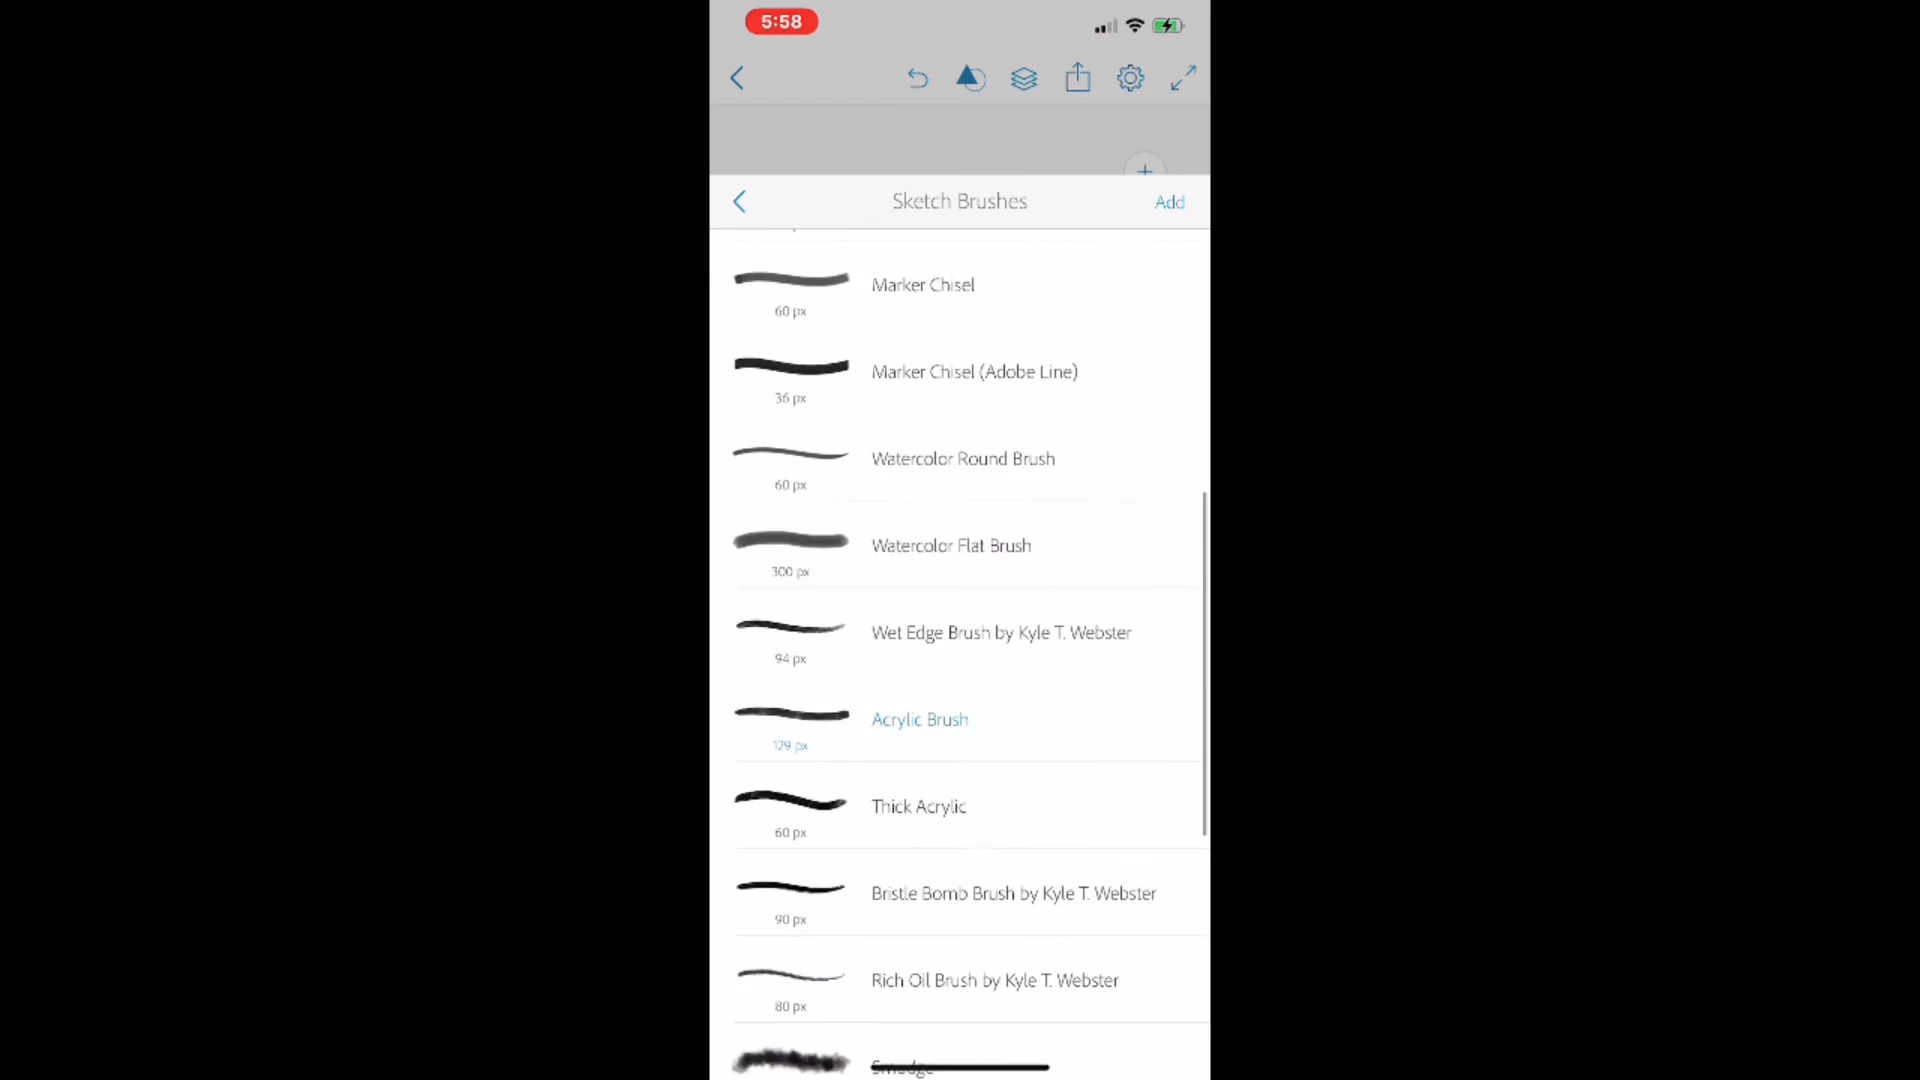 5:58
Sketch Brushes
Add
Marker Chisel
60 px
Marker Chisel (Adobe Line)
36 px
Watercolor Round Brush
60 px
Watercolor Flat Brush
300 px
Wet Edge Brush by Kyle T. Webster
94 px
Acrylic Brush
129 px
Thick Acrylic
60 px
Bristle Bomb Brush by Kyle T. Webster
90 px
Rich Oil Brush by Kyle T. Webster
80 px
Smudge